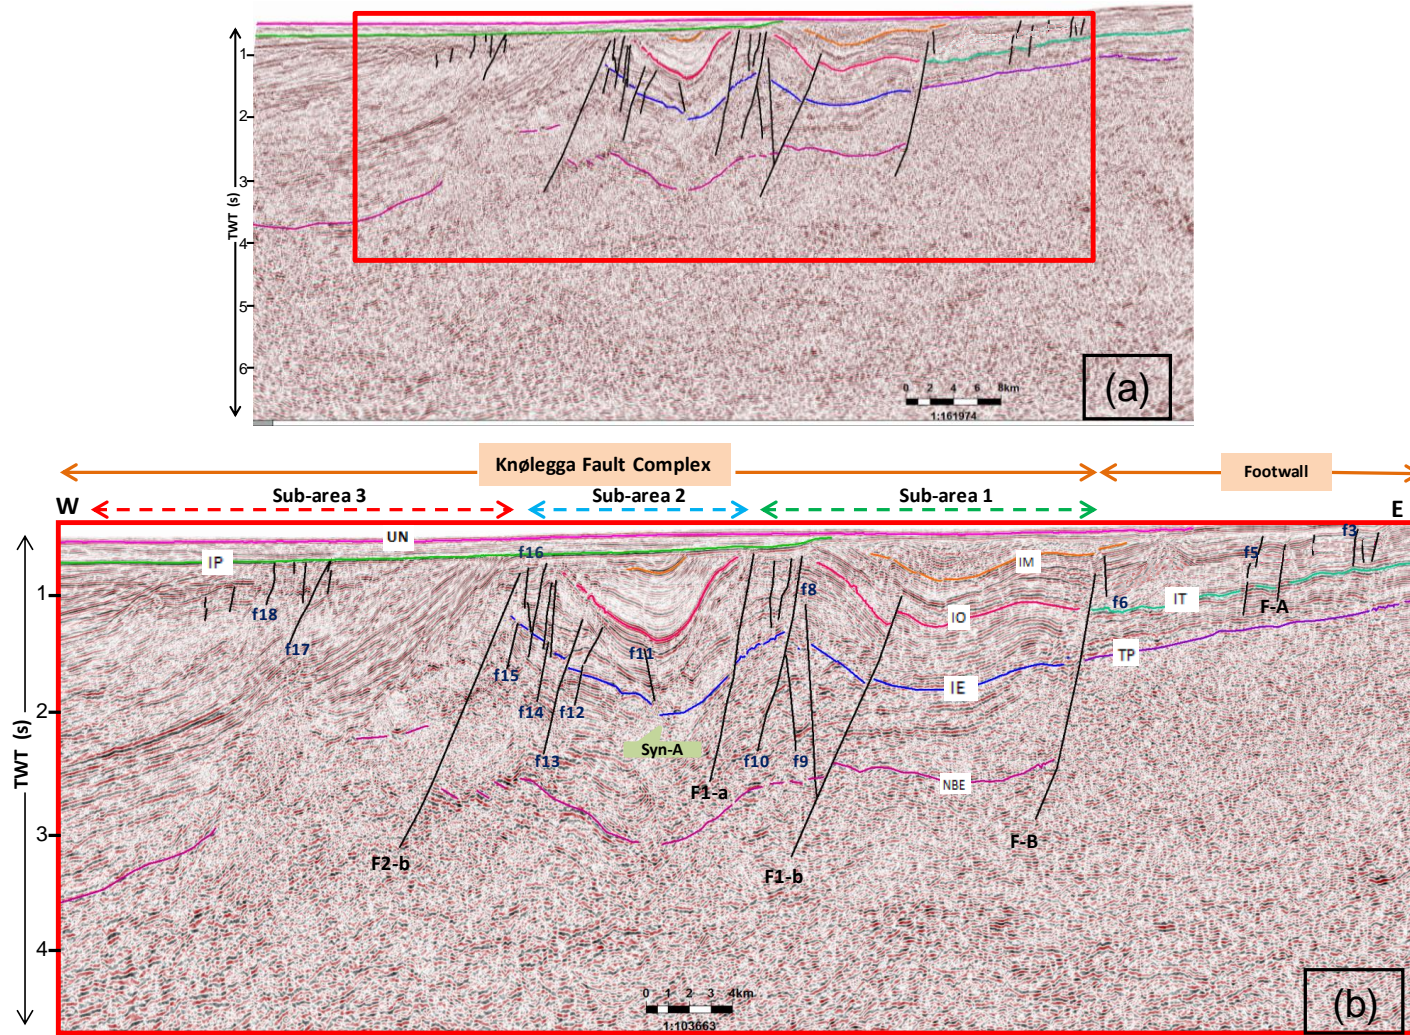 1
2
3
4
5
6
TWT (s)
0 2 4 6 8km
1:161974
(a)
Knølegga Fault Complex
Footwall
W
Sub-area 3
Sub-area 2
Sub-area 1
E
UN
IP
f16
f3
f5
IM
f8
f6
IT
F-A
f18
IO
f17
f11
TP
f15
IE
f14
f12
Syn-A
f13
f10
f9
F1-a
NBE
F-B
F2-b
F1-b
1
2
3
4
TWT (s)
0 1 2 3 4km
1:103663
(b)